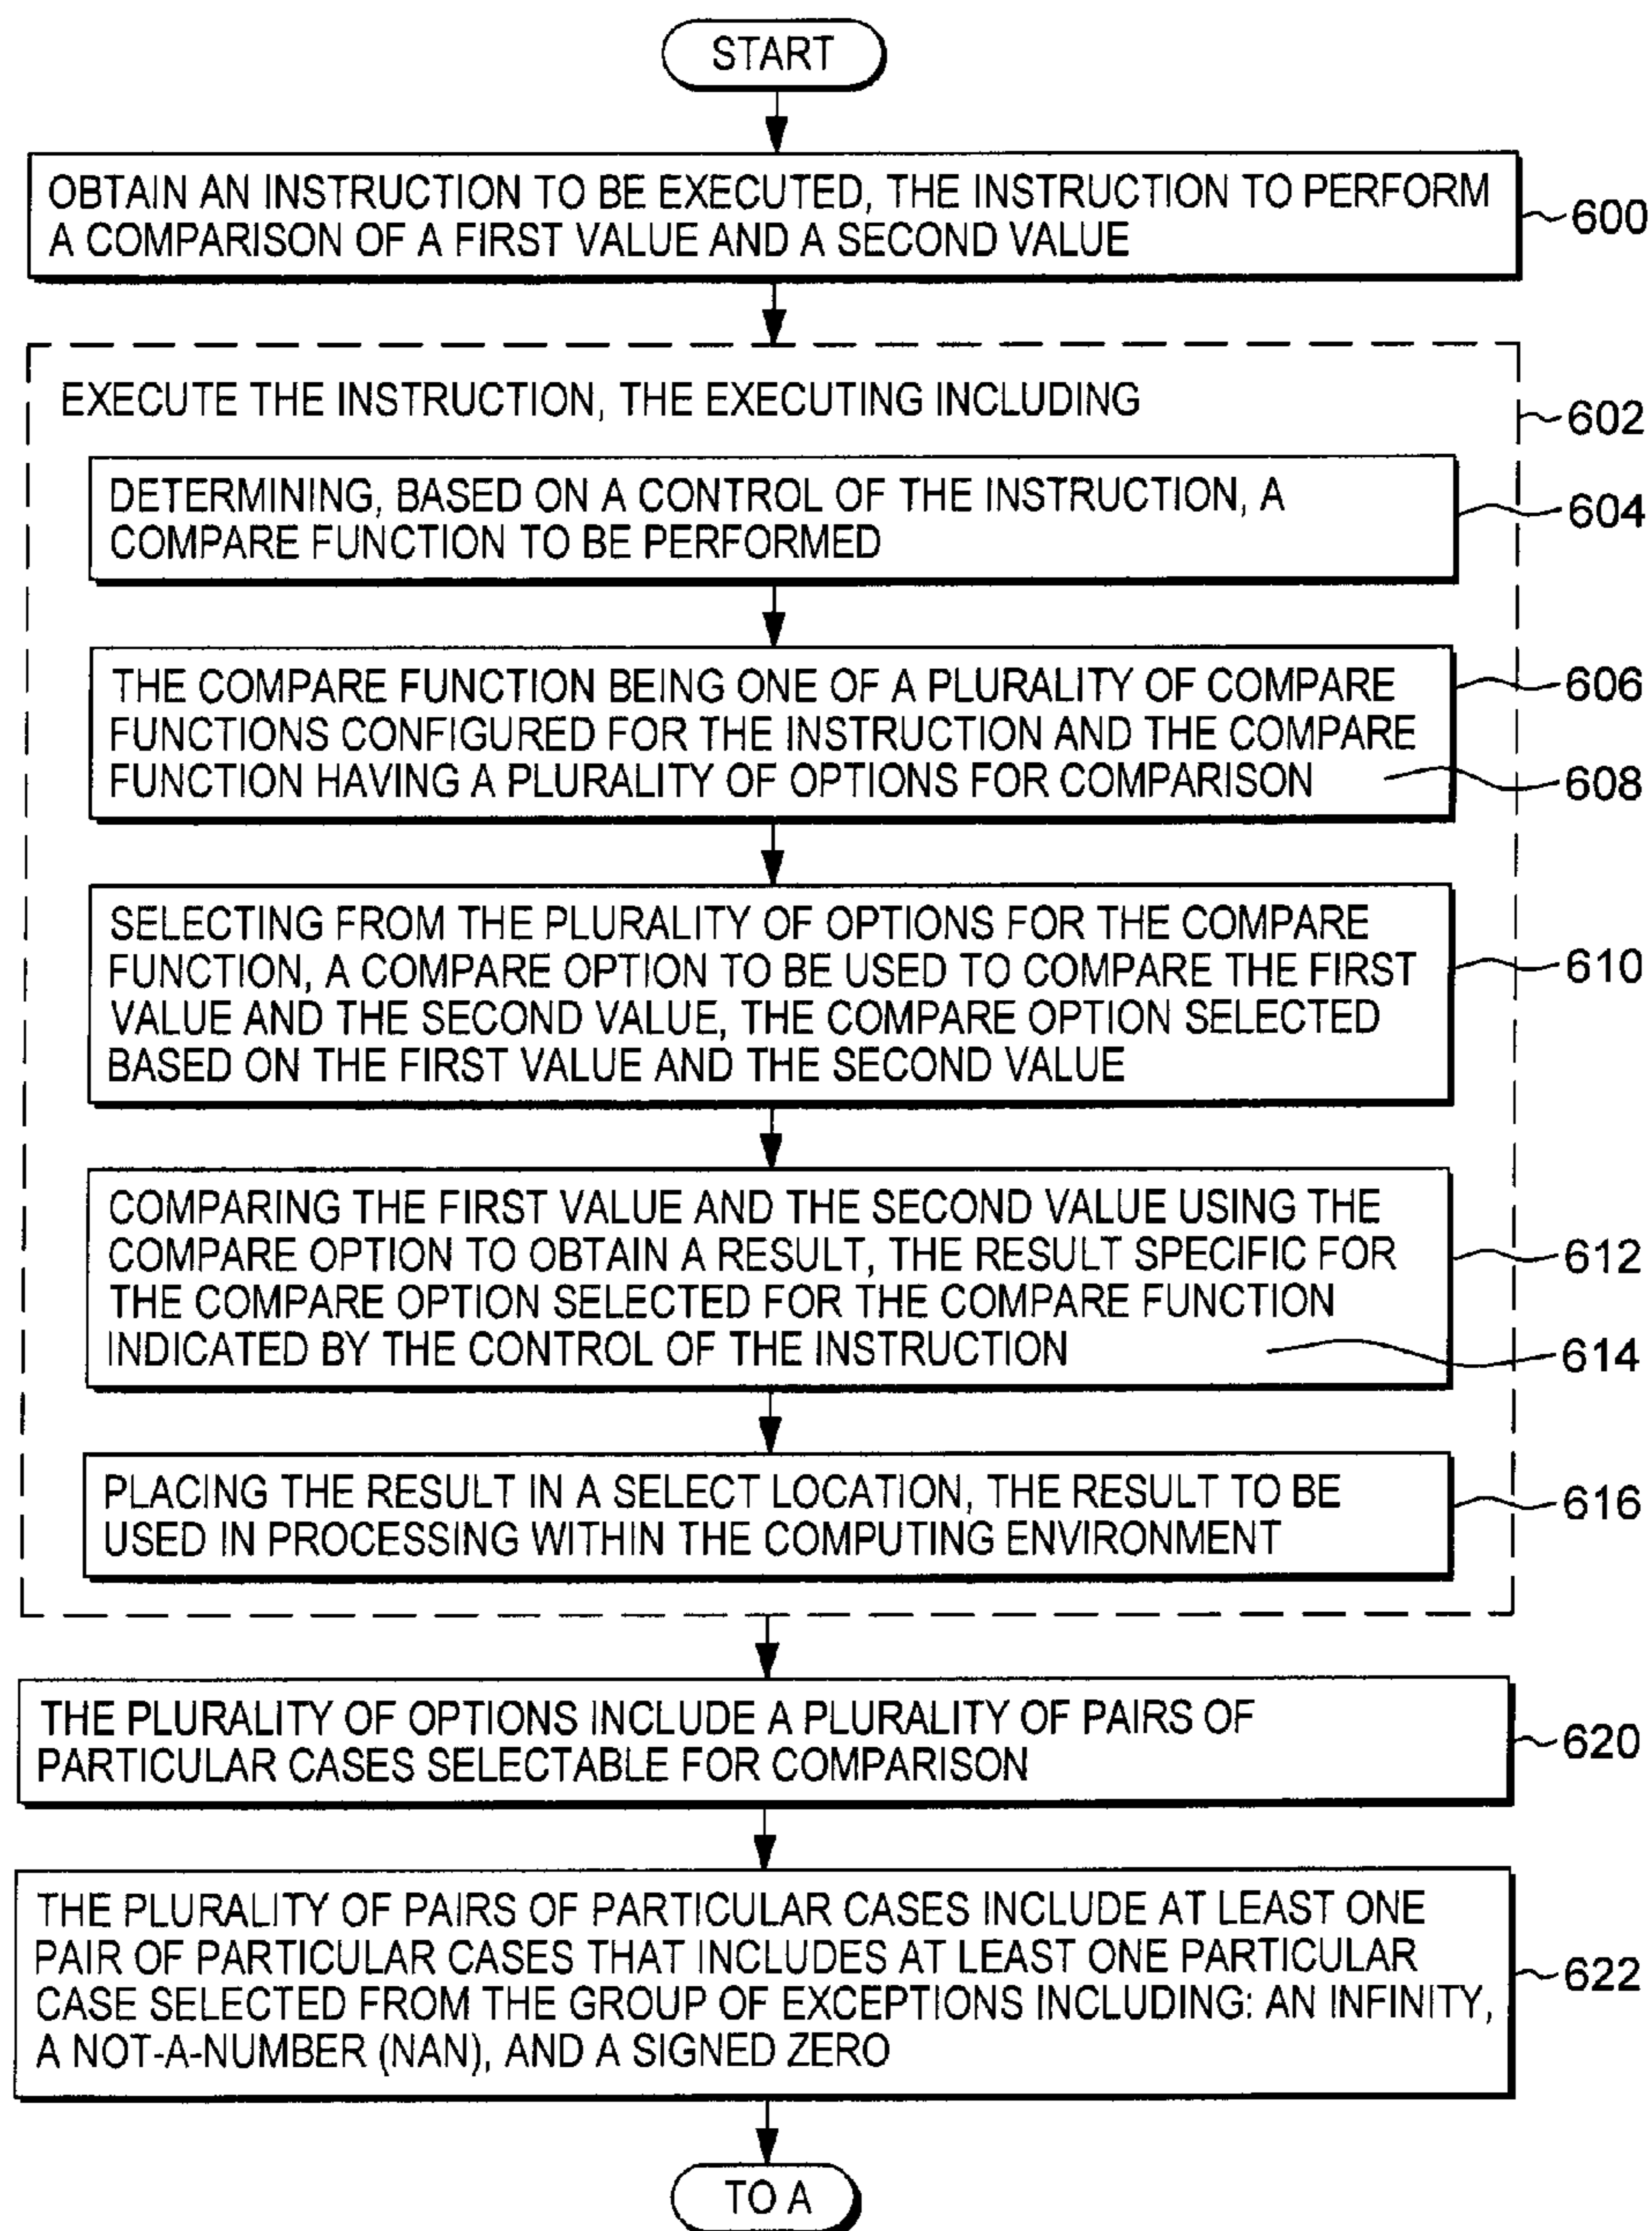 START
OBTAIN AN INSTRUCTION TO BE EXECUTED, THE INSTRUCTION TO PERFORM
A COMPARISON OF A FIRST VALUE AND A SECOND VALUE
600
EXECUTE THE INSTRUCTION, THE EXECUTING INCLUDING
602
DETERMINING, BASED ON A CONTROL OF THE INSTRUCTION, A
COMPARE FUNCTION TO BE PERFORMED
604
THE COMPARE FUNCTION BEING ONE OF A PLURALITY OF COMPARE
FUNCTIONS CONFIGURED FOR THE INSTRUCTION AND THE COMPARE
FUNCTION HAVING A PLURALITY OF OPTIONS FOR COMPARISON
606
608
SELECTING FROM THE PLURALITY OF OPTIONS FOR THE COMPARE
FUNCTION, A COMPARE OPTION TO BE USED TO COMPARE THE FIRST
VALUE AND THE SECOND VALUE, THE COMPARE OPTION SELECTED
BASED ON THE FIRST VALUE AND THE SECOND VALUE
610
COMPARING THE FIRST VALUE AND THE SECOND VALUE USING THE
COMPARE OPTION TO OBTAIN A RESULT, THE RESULT SPECIFIC FOR
THE COMPARE OPTION SELECTED FOR THE COMPARE FUNCTION
INDICATED BY THE CONTROL OF THE INSTRUCTION
612
614
PLACING THE RESULT IN A SELECT LOCATION, THE RESULT TO BE
USED IN PROCESSING WITHIN THE COMPUTING ENVIRONMENT
616
THE PLURALITY OF OPTIONS INCLUDE A PLURALITY OF PAIRS OF
PARTICULAR CASES SELECTABLE FOR COMPARISON
620
THE PLURALITY OF PAIRS OF PARTICULAR CASES INCLUDE AT LEAST ONE
PAIR OF PARTICULAR CASES THAT INCLUDES AT LEAST ONE PARTICULAR
CASE SELECTED FROM THE GROUP OF EXCEPTIONS INCLUDING: AN INFINITY,
A NOT-A-NUMBER (NAN), AND A SIGNED ZERO
622
TO A